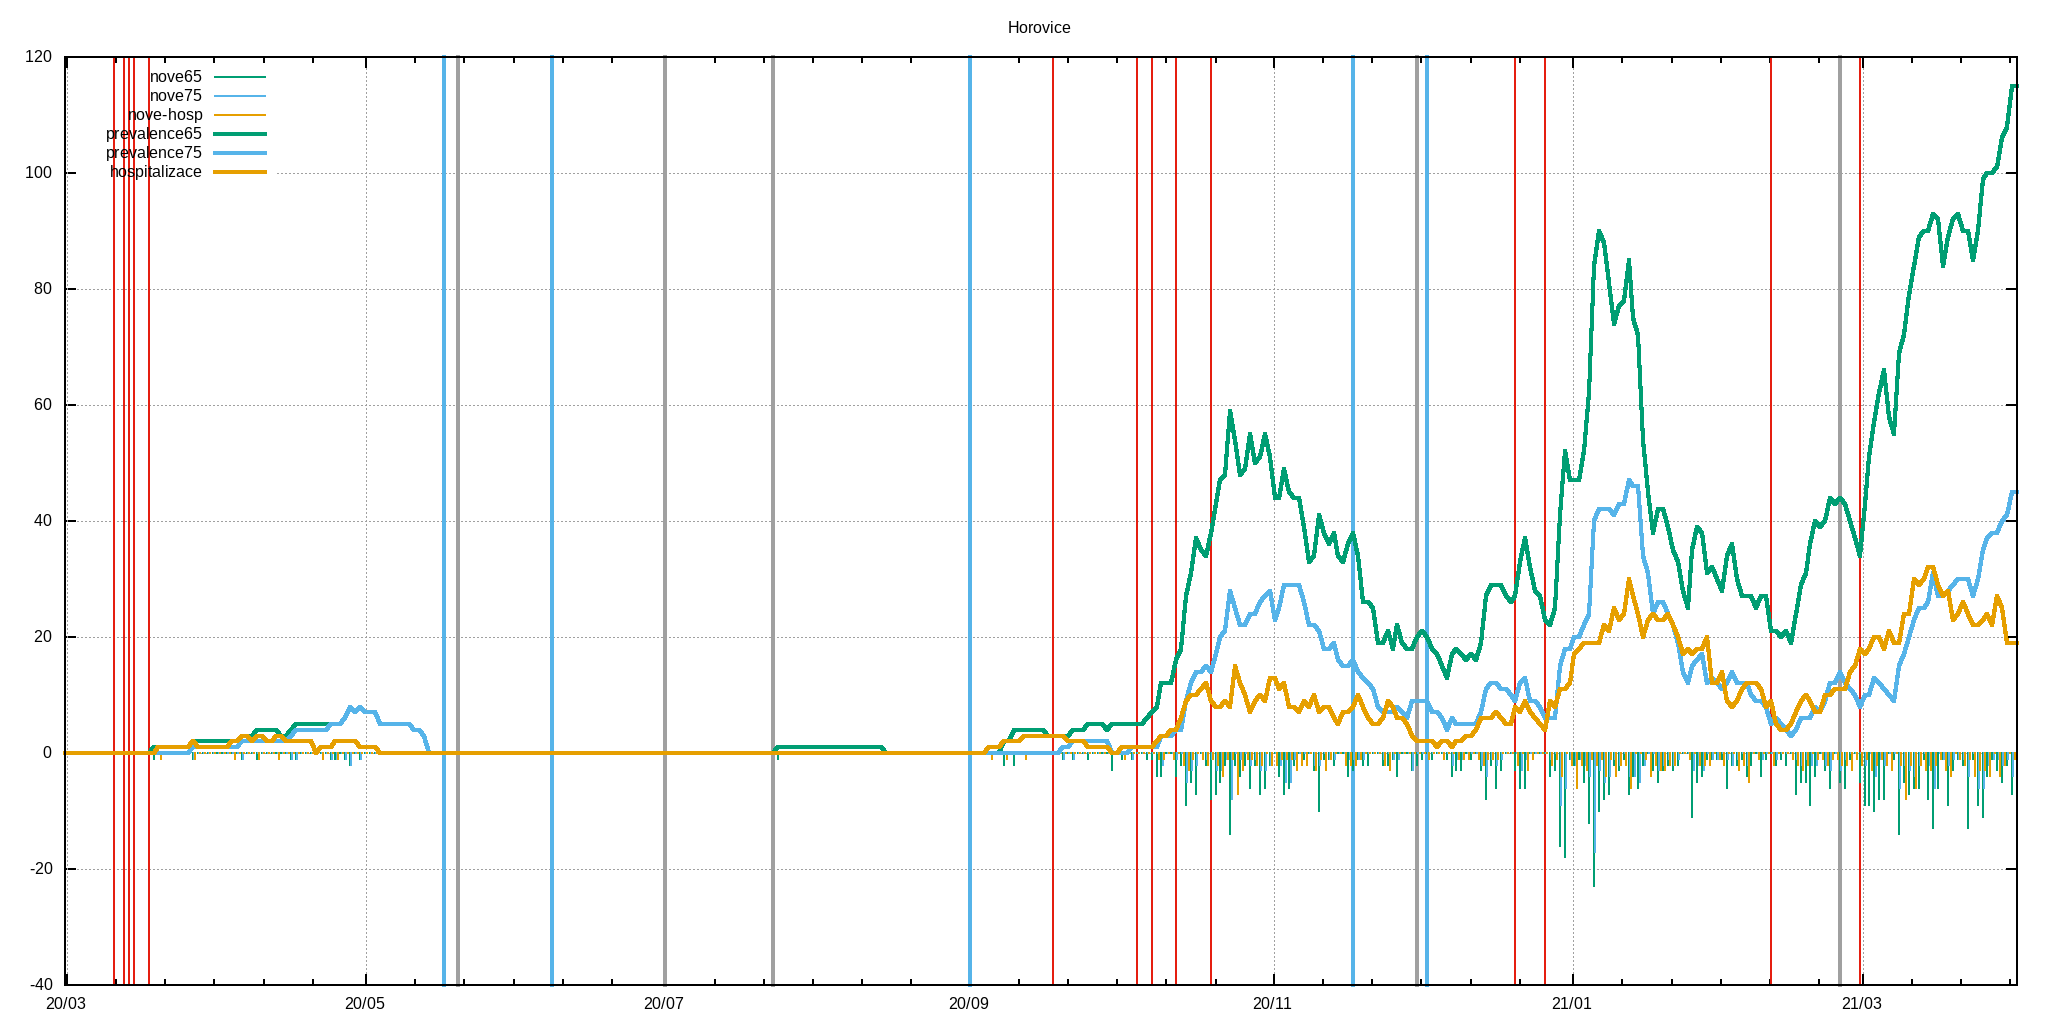 Horovice
120
100
80
60
40
20
0
-20
-40
nove65
nove75
nove-hosp
prevalence65
prevalence75
hospitalizace
20/03 20/05 20/07 20/09 20/11 21/01 21/03